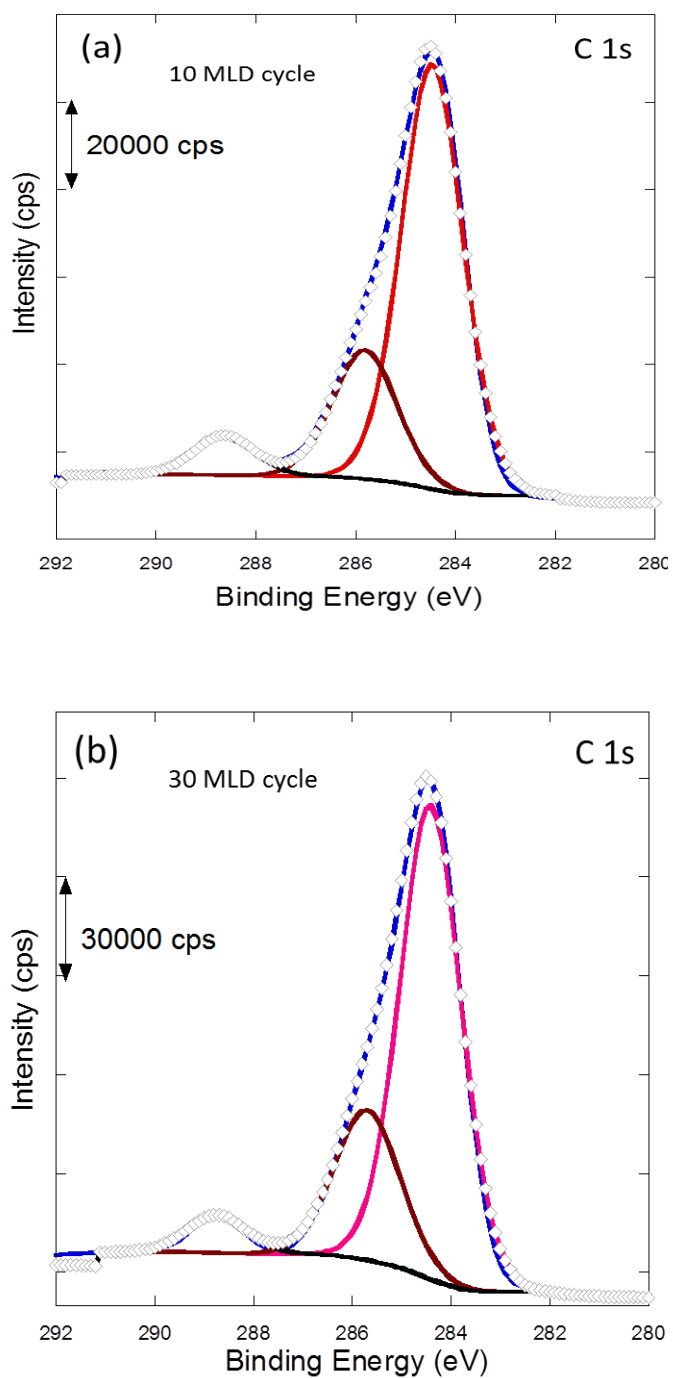 (a)
C 1s
10 MLD cycle
20000 cps
Intensity (cps)
292 290 288 286 284 282 280
Binding Energy (eV)
(b)
C 1s
30 MLD cycle
30000 cps
Intensity (cps)
292 290 288 286 284 282 280
Binding Energy (eV)